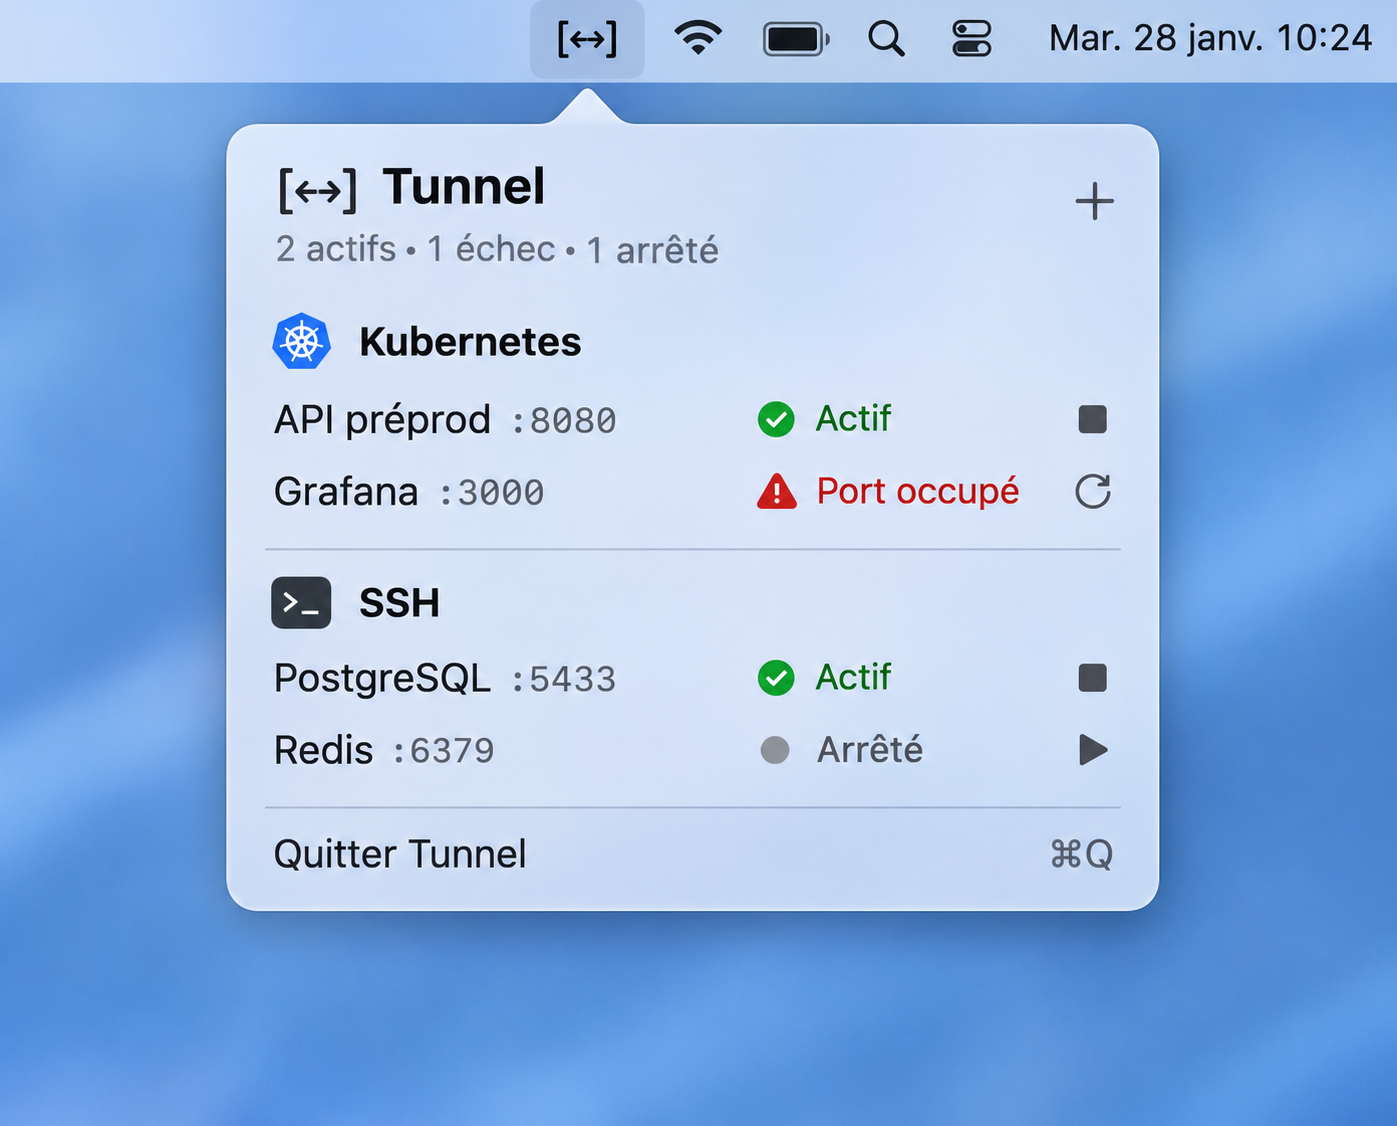 [↔] Mar. 28 janv. 10:24
[↔] Tunnel
2 actifs • 1 échec • 1 arrêté
Kubernetes
API préprod :8080 Actif
Grafana :3000 Port occupé
>_ SSH
PostgreSQL :5433 Actif
Redis :6379 Arrêté
Quitter Tunnel ⌘Q